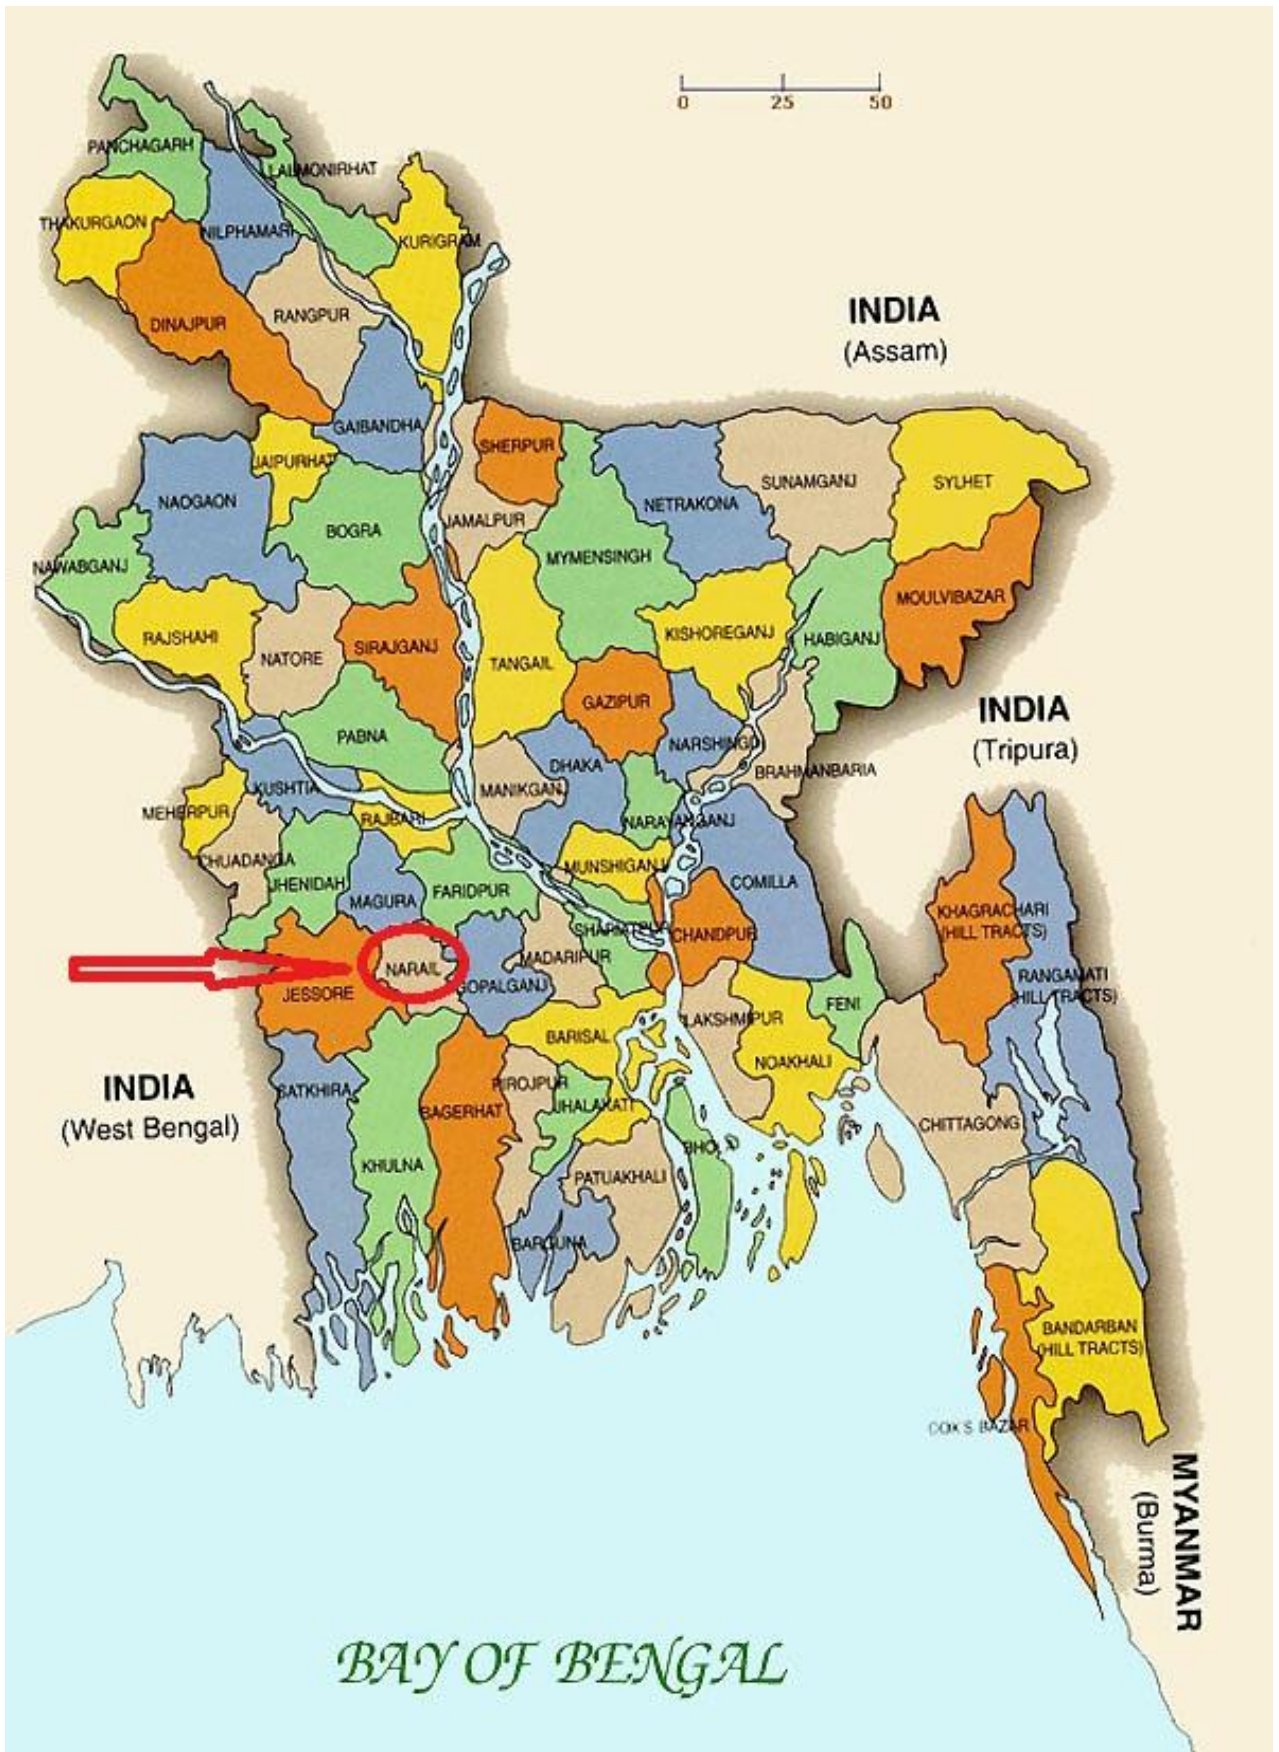 0 25 50
PANCHAGARH
LALMONIRHAT
THAKURGAON
NILPHAMARI
KURIGRAM
DINAJPUR
RANGPUR
INDIA
(Assam)
GAIBANDHA
SHERPUR
JAIPURHAT
NAOGAON
SUNAMGANJ
SYLHET
NETRAKONA
BOGRA
JAMALPUR
MYMENSINGH
NAWABGANJ
MOULVIBAZAR
RAJSHAHI
NATORE
SIRAJGANJ
TANGAIL
KISHOREGANJ
HABIGANJ
GAZIPUR
INDIA
(Tripura)
PABNA
NARSHINGDI
DHAKA
BRAHMANBARIA
KUSHTIA
MANIKGANJ
MEHERPUR
RAJBARI
NARAYANGANJ
CHUADANGA
MUNSHIGANJ
JHENIDAH
MAGURA
FARIDPUR
COMILLA
KHAGRACHARI
(HILL TRACTS)
SHARIATPUR
CHANDPUR
MADARIPUR
NARAIL
GOPALGANJ
JESSORE
RANGAMATI
(HILL TRACTS)
FENI
LAKSHMIPUR
BARISAL
NOAKHALI
INDIA
(West Bengal)
SATKHIRA
PIROJPUR
JHALAKATI
BAGERHAT
CHITTAGONG
BHOLA
KHULNA
PATUAKHALI
BARGUNA
BANDARBAN
(HILL TRACTS)
COX'S BAZAR
MYANMAR
(Burma)
BAY OF BENGAL